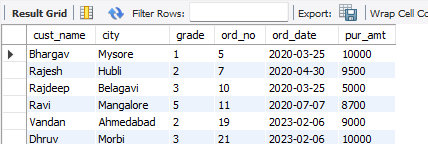 Result Grid Filter Rows: Export: Wrap Cell Co
cust_name city grade ord_no ord_date pur_amt
Bhargav Mysore 1 5 2020-03-25 10000
Rajesh Hubli 2 7 2020-04-30 9500
Rajdeep Belagavi 3 10 2020-03-25 5000
Ravi Mangalore 5 11 2020-07-07 8700
Vandan Ahmedabad 2 19 2023-02-06 9000
Dhruv Morbi 3 21 2023-02-06 10000